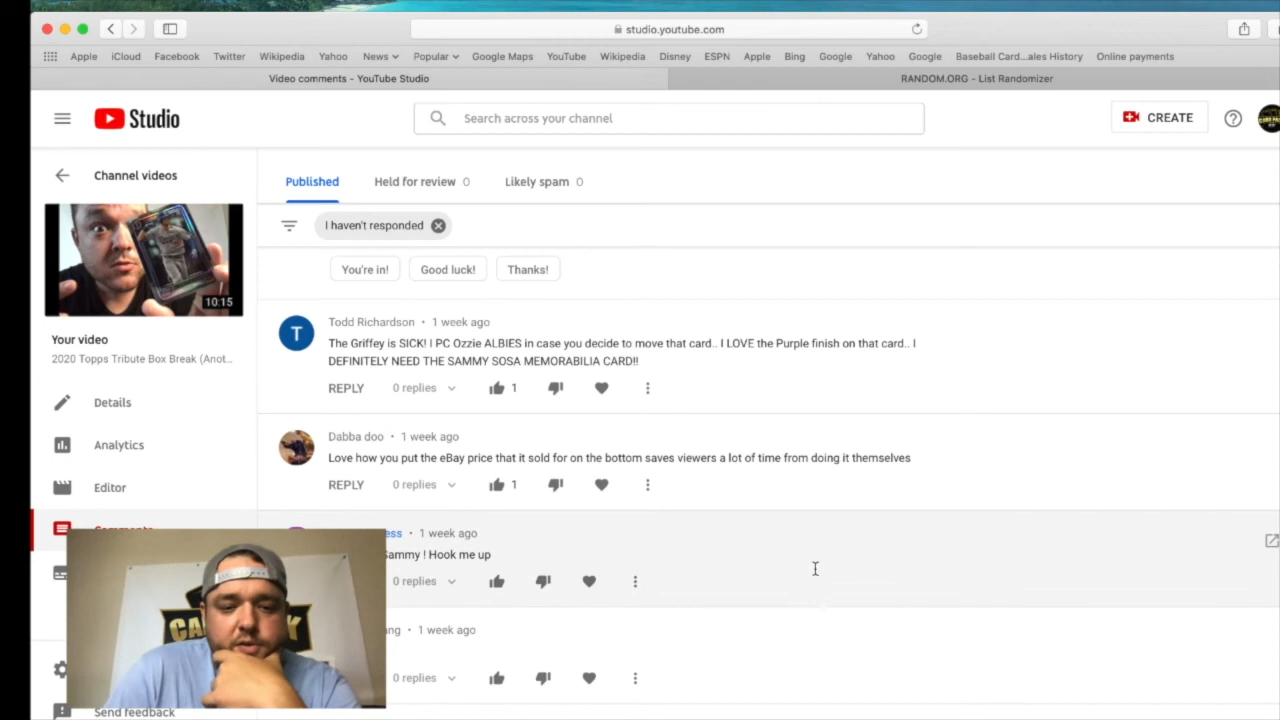 studio.youtube.com
Apple iCloud Facebook Twitter Wikipedia Yahoo News Popular Google Maps YouTube Wikipedia Disney ESPN Apple Bing Google Yahoo Google Baseball Card...ales History Online payments
Video comments - YouTube Studio RANDOM.ORG - List Randomizer
Studio
Search across your channel
CREATE
Channel videos
Published Held for review 0 Likely spam 0
I haven't responded
You're in! Good luck! Thanks!
10:15
Your video
2020 Topps Tribute Box Break (Anot...
Details
Analytics
Editor
Comments
Send feedback
T
Todd Richardson • 1 week ago
The Griffey is SICK! I PC Ozzie ALBIES in case you decide to move that card.. I LOVE the Purple finish on that card.. I
DEFINITELY NEED THE SAMMY SOSA MEMORABILIA CARD!!
REPLY 0 replies 1
Dabba doo • 1 week ago
Love how you put the eBay price that it sold for on the bottom saves viewers a lot of time from doing it themselves
REPLY 0 replies 1
ess • 1 week ago
Sammy ! Hook me up
0 replies
ang • 1 week ago
0 replies